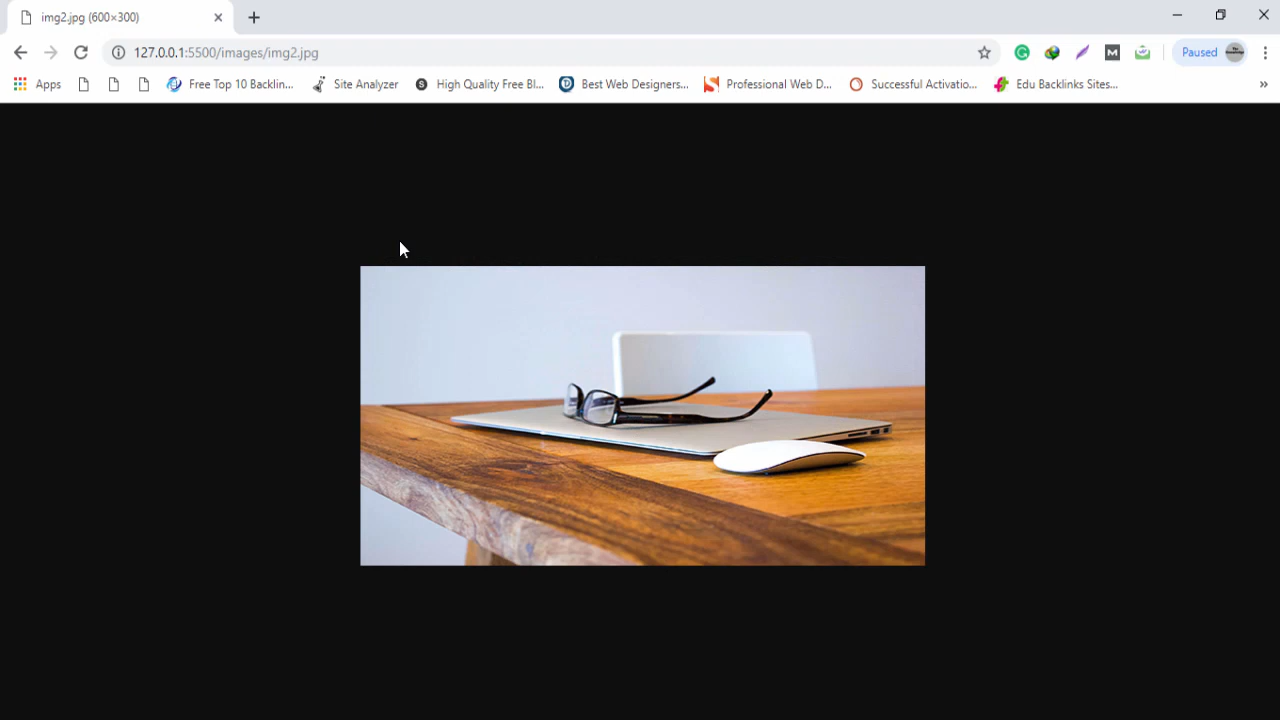 img2.jpg (600×300)
127.0.0.1:5500/images/img2.jpg
Paused
Apps
Free Top 10 Backlin...
Site Analyzer
High Quality Free Bl...
Best Web Designers...
Professional Web D...
Successful Activatio...
Edu Backlinks Sites...